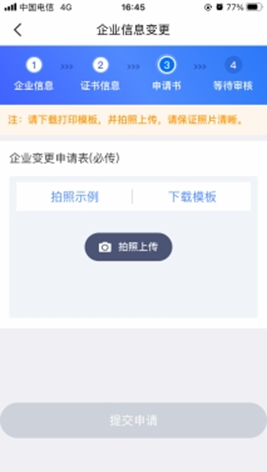 中国电信 4G 16:45 77%
企业信息变更
1 2 3 4
企业信息 证书信息 申请书 等待审核
注：请下载打印模板，并拍照上传，请保证照片清晰。
企业变更申请表(必传)
拍照示例 下载模板
拍照上传
提交申请